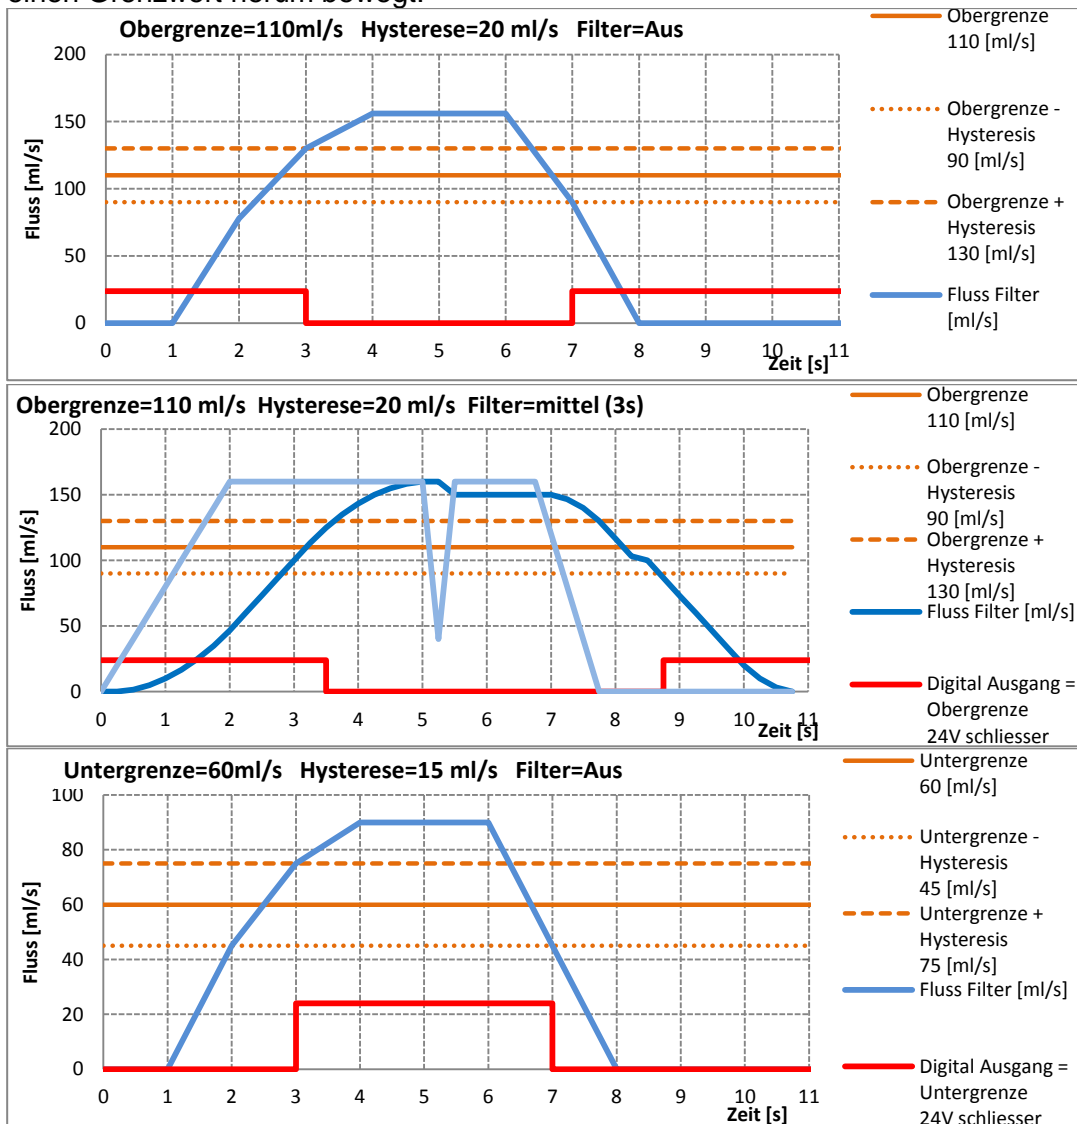 einen Grenzwert herum bewegt.
Obergrenze=110ml/s Hysterese=20 ml/s Filter=Aus
Fluss [ml/s]
200
150
100
50
0
0 1 2 3 4 5 6 7 8 9 10 11
Zeit [s]
Obergrenze
110 [ml/s]
Obergrenze -
Hysteresis
90 [ml/s]
Obergrenze +
Hysteresis
130 [ml/s]
Fluss Filter
[ml/s]
Obergrenze=110 ml/s Hysterese=20 ml/s Filter=mittel (3s)
Fluss [ml/s]
200
150
100
50
0
0 1 2 3 4 5 6 7 8 9 10 11
Zeit [s]
Obergrenze
110 [ml/s]
Obergrenze -
Hysteresis
90 [ml/s]
Obergrenze +
Hysteresis
130 [ml/s]
Fluss Filter [ml/s]
Digital Ausgang =
Obergrenze
24V schliesser
Untergrenze=60ml/s Hysterese=15 ml/s Filter=Aus
Fluss [ml/s]
100
80
60
40
20
0
0 1 2 3 4 5 6 7 8 9 10 11
Zeit [s]
Untergrenze
60 [ml/s]
Untergrenze -
Hysteresis
45 [ml/s]
Untergrenze +
Hysteresis
75 [ml/s]
Fluss Filter [ml/s]
Digital Ausgang =
Untergrenze
24V schliesser